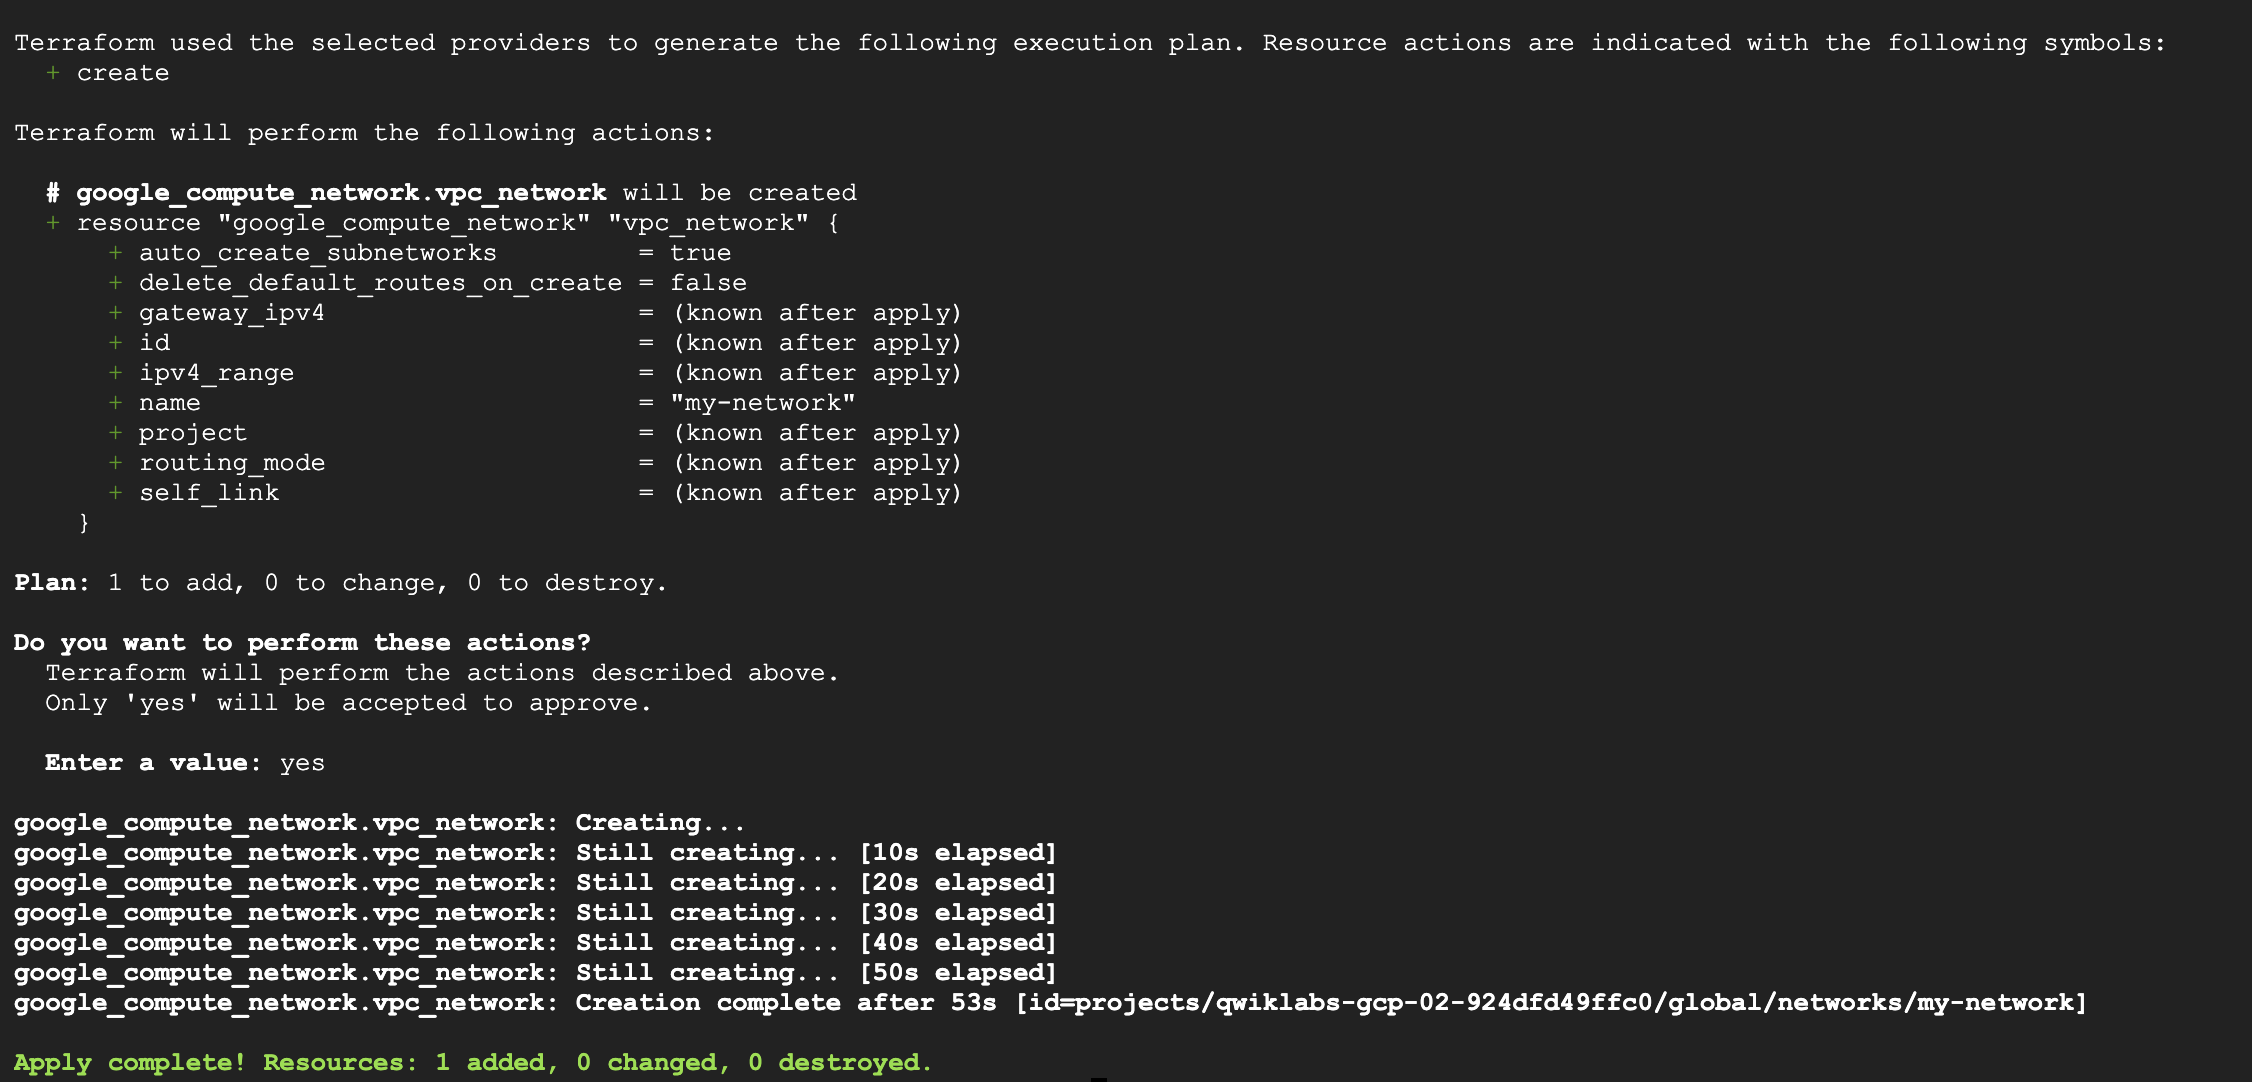 Terraform used the selected providers to generate the following execution plan. Resource actions are indicated with the following symbols:
  + create

Terraform will perform the following actions:

  # google_compute_network.vpc_network will be created
  + resource "google_compute_network" "vpc_network" {
      + auto_create_subnetworks         = true
      + delete_default_routes_on_create = false
      + gateway_ipv4                    = (known after apply)
      + id                              = (known after apply)
      + ipv4_range                      = (known after apply)
      + name                            = "my-network"
      + project                         = (known after apply)
      + routing_mode                    = (known after apply)
      + self_link                       = (known after apply)
    }

Plan: 1 to add, 0 to change, 0 to destroy.

Do you want to perform these actions?
  Terraform will perform the actions described above.
  Only 'yes' will be accepted to approve.

  Enter a value: yes

google_compute_network.vpc_network: Creating...
google_compute_network.vpc_network: Still creating... [10s elapsed]
google_compute_network.vpc_network: Still creating... [20s elapsed]
google_compute_network.vpc_network: Still creating... [30s elapsed]
google_compute_network.vpc_network: Still creating... [40s elapsed]
google_compute_network.vpc_network: Still creating... [50s elapsed]
google_compute_network.vpc_network: Creation complete after 53s [id=projects/qwiklabs-gcp-02-924dfd49ffc0/global/networks/my-network]

Apply complete! Resources: 1 added, 0 changed, 0 destroyed.